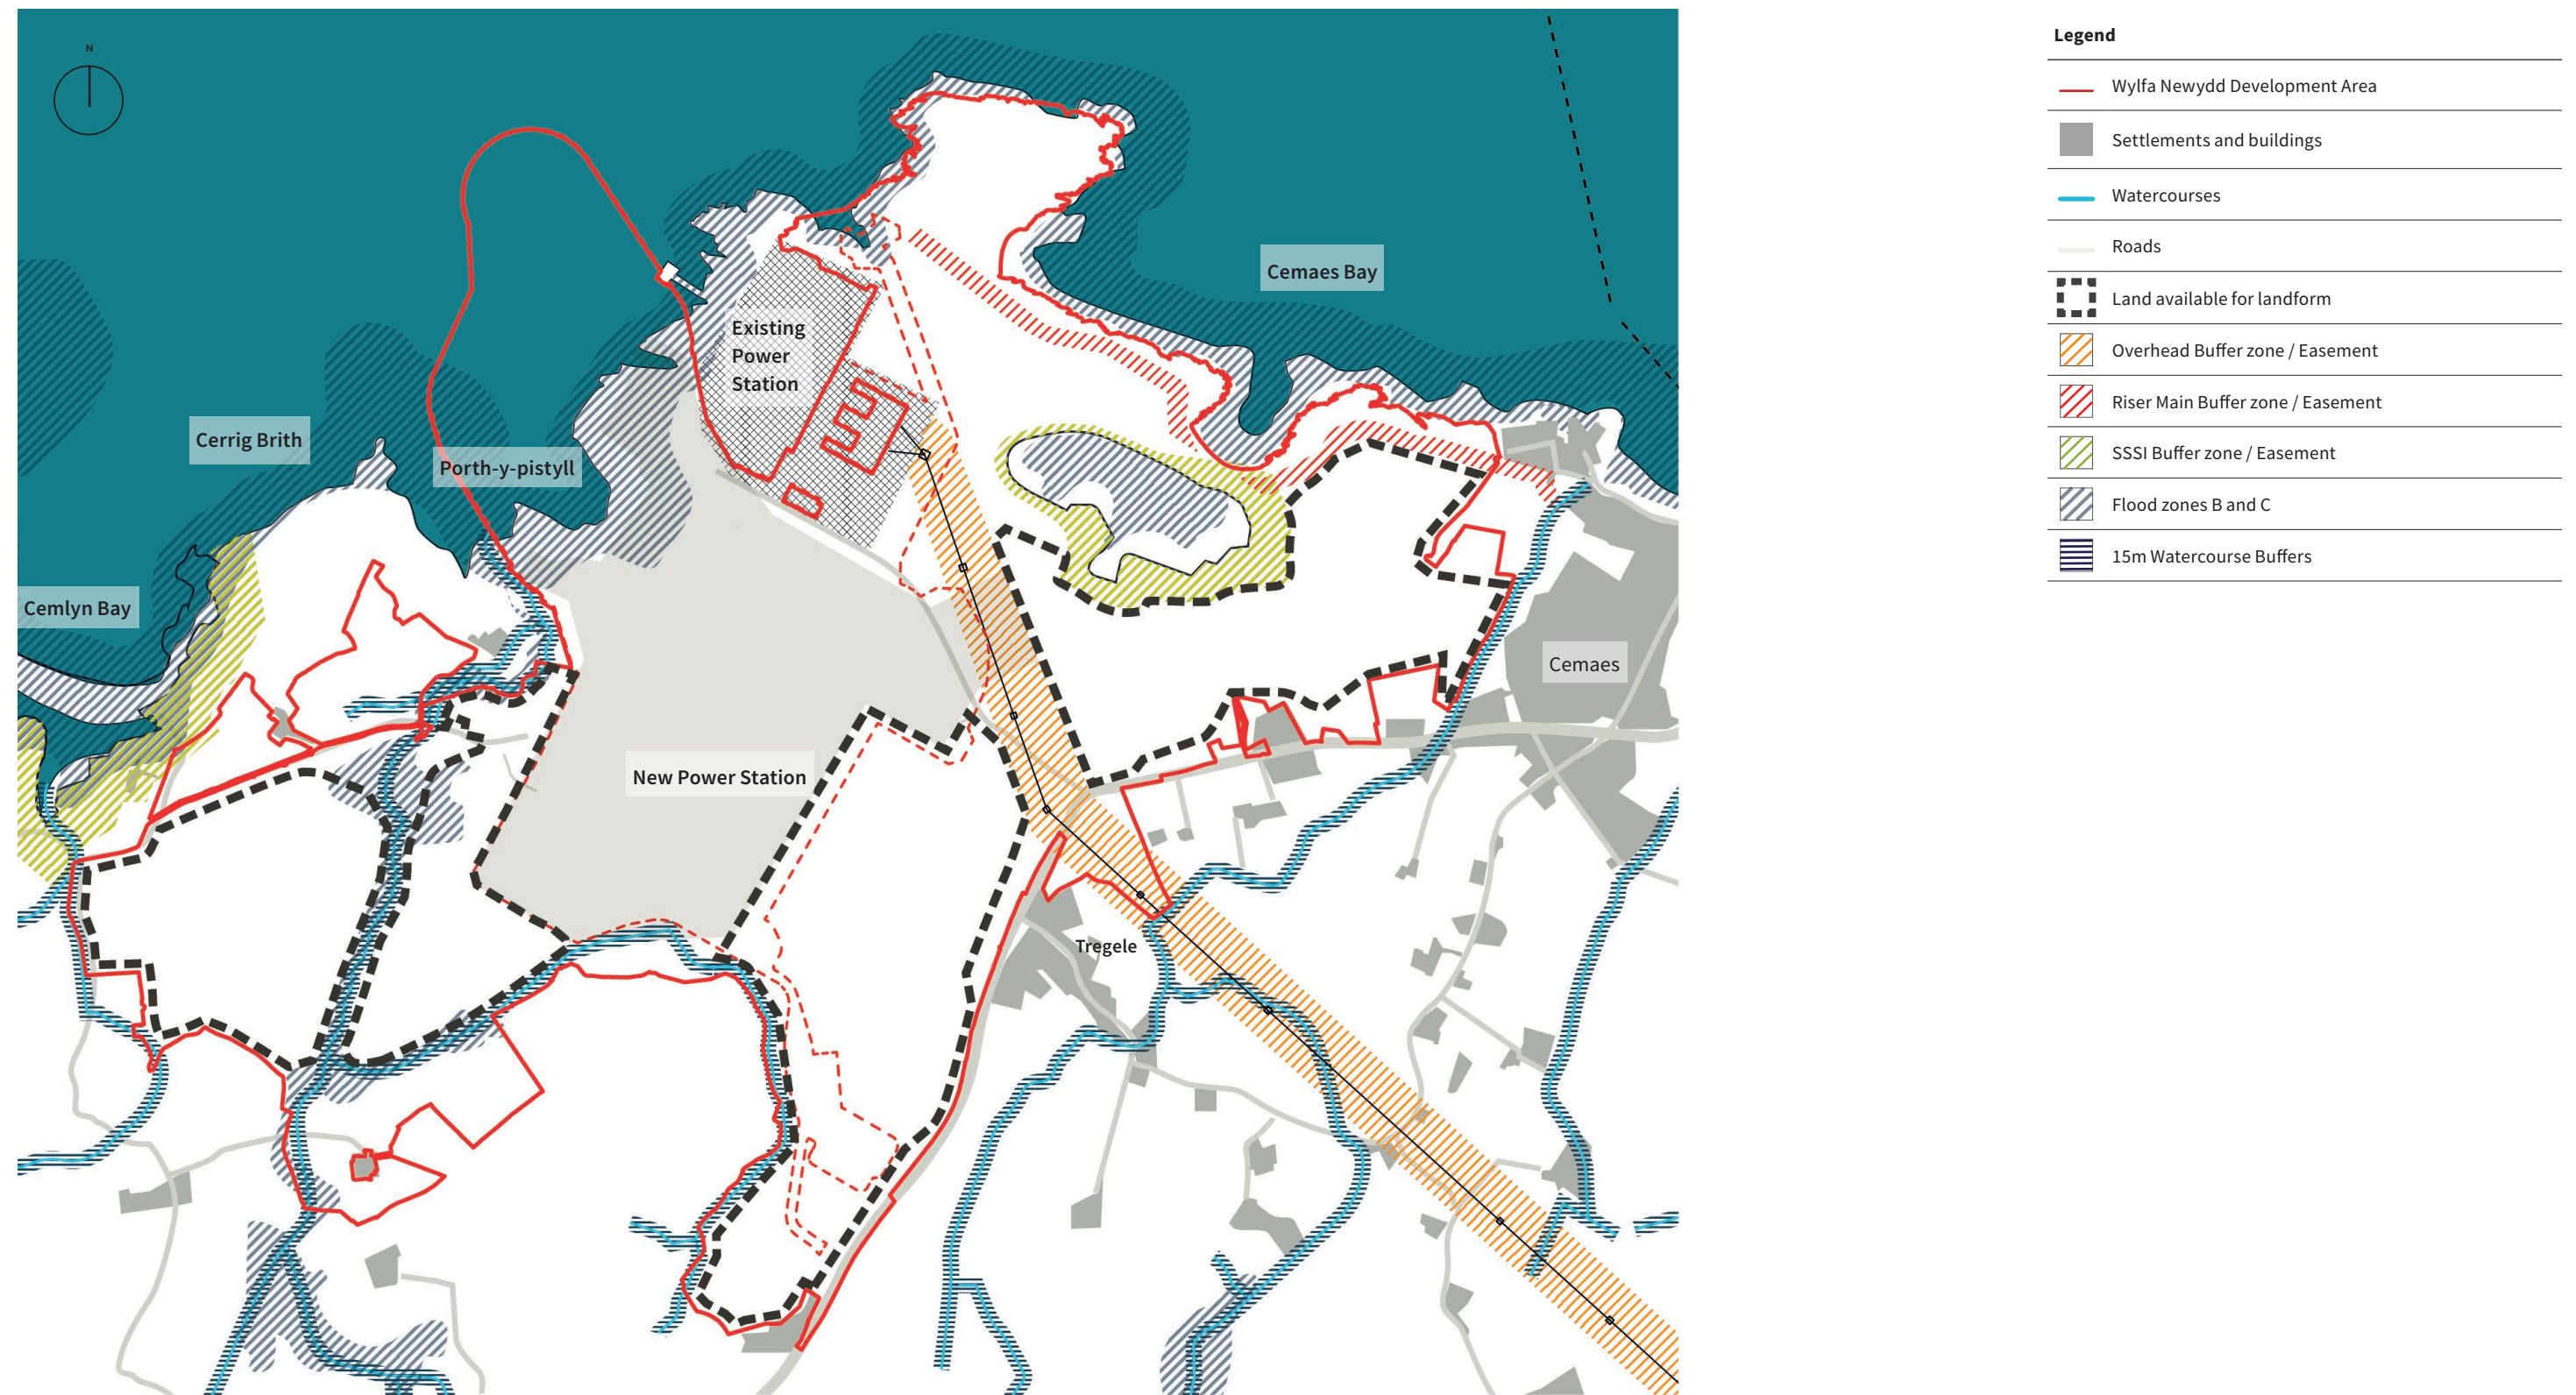 N
Cemaes Bay
Existing
Power
Station
Cerrig Brith
Porth-y-pistyll
Cemlyn Bay
Cemaes
New Power Station
Tregele
Legend
Wylfa Newydd Development Area
Settlements and buildings
Watercourses
Roads
Land available for landform
Overhead Buffer zone / Easement
Riser Main Buffer zone / Easement
SSSI Buffer zone / Easement
Flood zones B and C
15m Watercourse Buffers